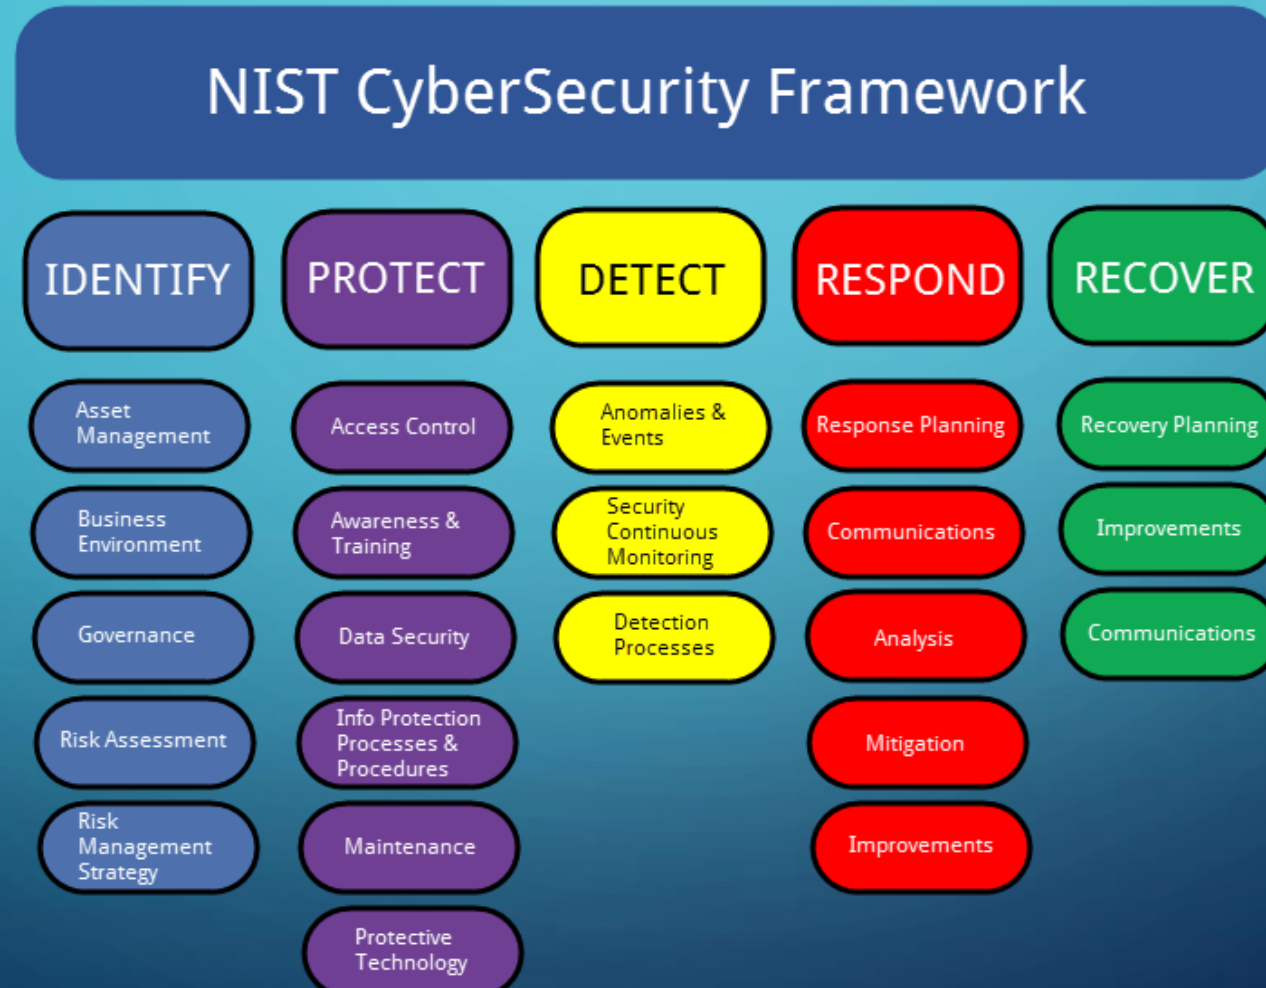 NIST CyberSecurity Framework
IDENTIFY
PROTECT
DETECT
RESPOND
RECOVER
Asset
Management
Business
Environment
Governance
Risk Assessment
Risk
Management
Strategy
Access Control
Awareness &
Training
Data Security
Info Protection
Processes &
Procedures
Maintenance
Protective
Technology
Anomalies &
Events
Security
Continuous
Monitoring
Detection
Processes
Response Planning
Communications
Analysis
Mitigation
Improvements
Recovery Planning
Improvements
Communications